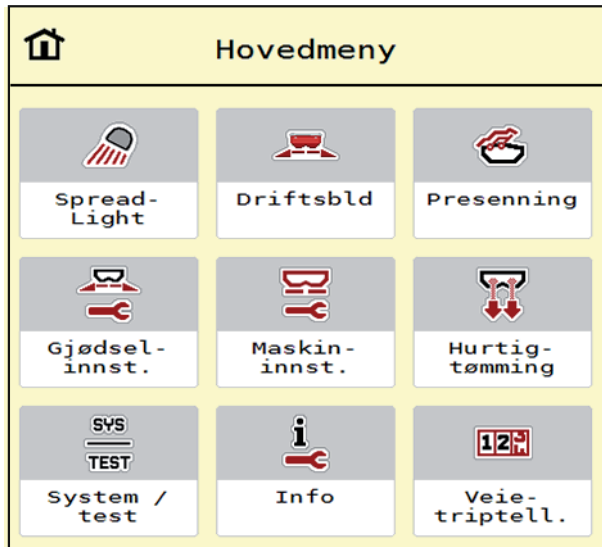 Hovedmeny
Spread-
Light
Driftsbld
Presenning
Gjødsel-
innst.
Maskin-
innst.
Hurtig-
tømming
SYS
TEST
System /
test
i
Info
12
Veie-
triptell.